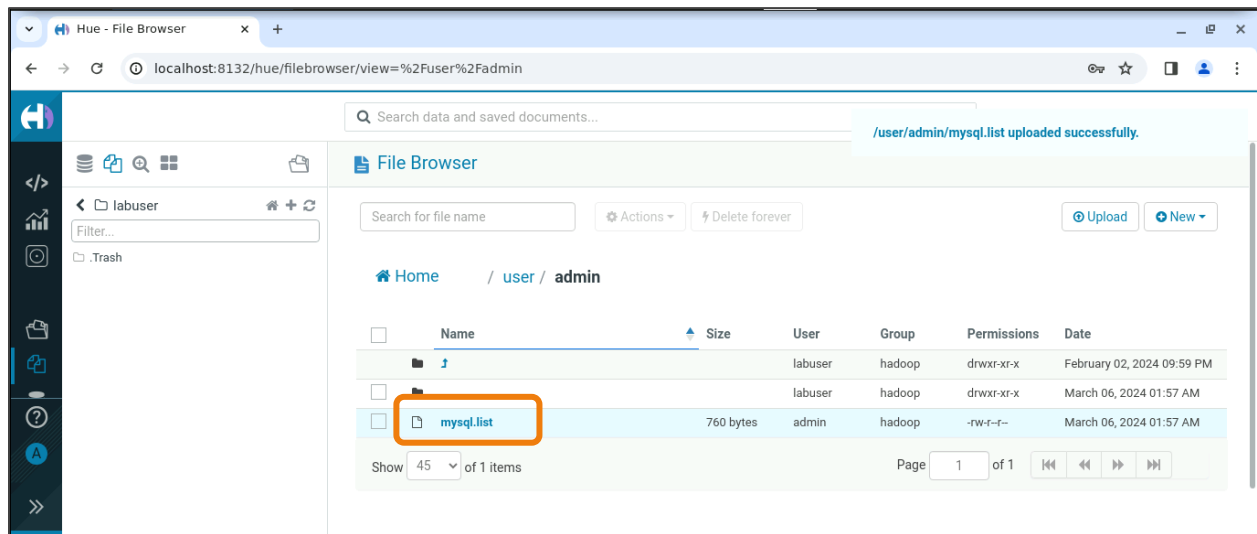 Hue - File Browser
localhost:8132/hue/filebrowser/view=%2Fuser%2Fadmin
Search data and saved documents...
/user/admin/mysql.list uploaded successfully.
File Browser
labuser
Filter...
.Trash
Search for file name
Actions
Delete forever
Upload
New
Home / user / admin
Name Size User Group Permissions Date
labuser hadoop drwxr-xr-x February 02, 2024 09:59 PM
. labuser hadoop drwxr-xr-x March 06, 2024 01:57 AM
mysql.list 760 bytes admin hadoop -rw-r--r-- March 06, 2024 01:57 AM
Show 45 of 1 items
Page 1 of 1
A